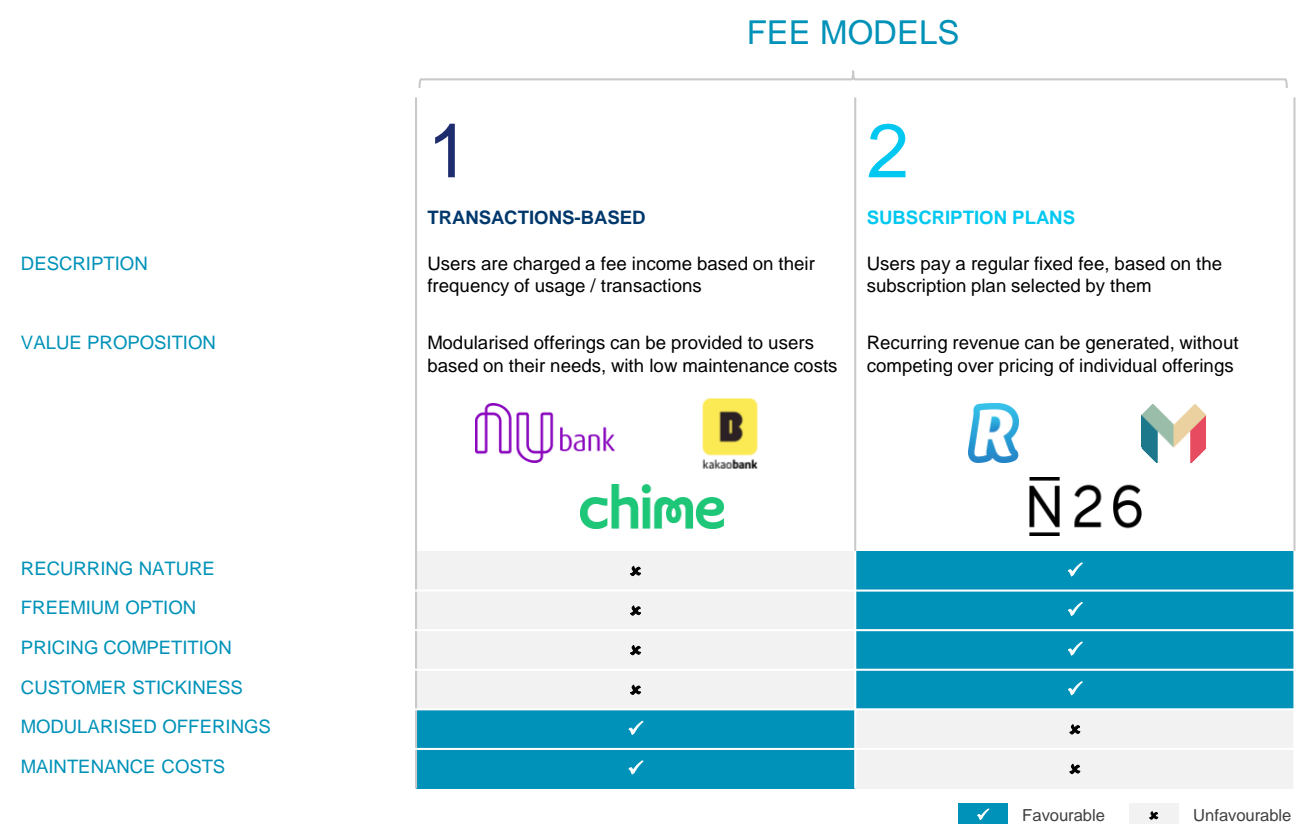 FEE MODELS
1
2
TRANSACTIONS-BASED
SUBSCRIPTION PLANS
DESCRIPTION
Users are charged a fee income based on their
frequency of usage / transactions
Users pay a regular fixed fee, based on the
subscription plan selected by them
VALUE PROPOSITION
Modularised offerings can be provided to users
based on their needs, with low maintenance costs
Recurring revenue can be generated, without
competing over pricing of individual offerings
nu bank
B
kakaobank
chime
R
M
N26
RECURRING NATURE
FREEMIUM OPTION
PRICING COMPETITION
CUSTOMER STICKINESS
MODULARISED OFFERINGS
MAINTENANCE COSTS
Favourable
Unfavourable